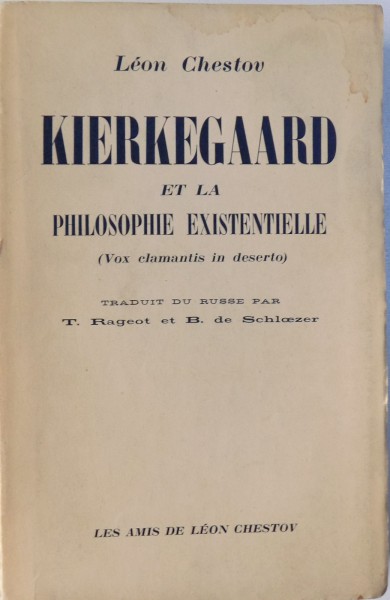 Léon Chestov
KIERKEGAARD
ET LA
PHILOSOPHIE EXISTENTIELLE
(Vox clamantis in deserto)
TRADUIT DU RUSSE PAR
T. Rageot et B. de Schlœzer
LES AMIS DE LÉON CHESTOV